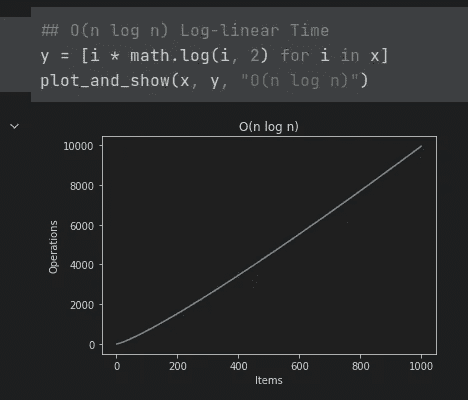 ## O(n log n) Log-linear Time
y = [i * math.log(i, 2) for i in x]
plot_and_show(x, y, "O(n log n)")
O(n log n)
10000
8000
6000
4000
2000
0
Operations
0 200 400 600 800 1000
Items